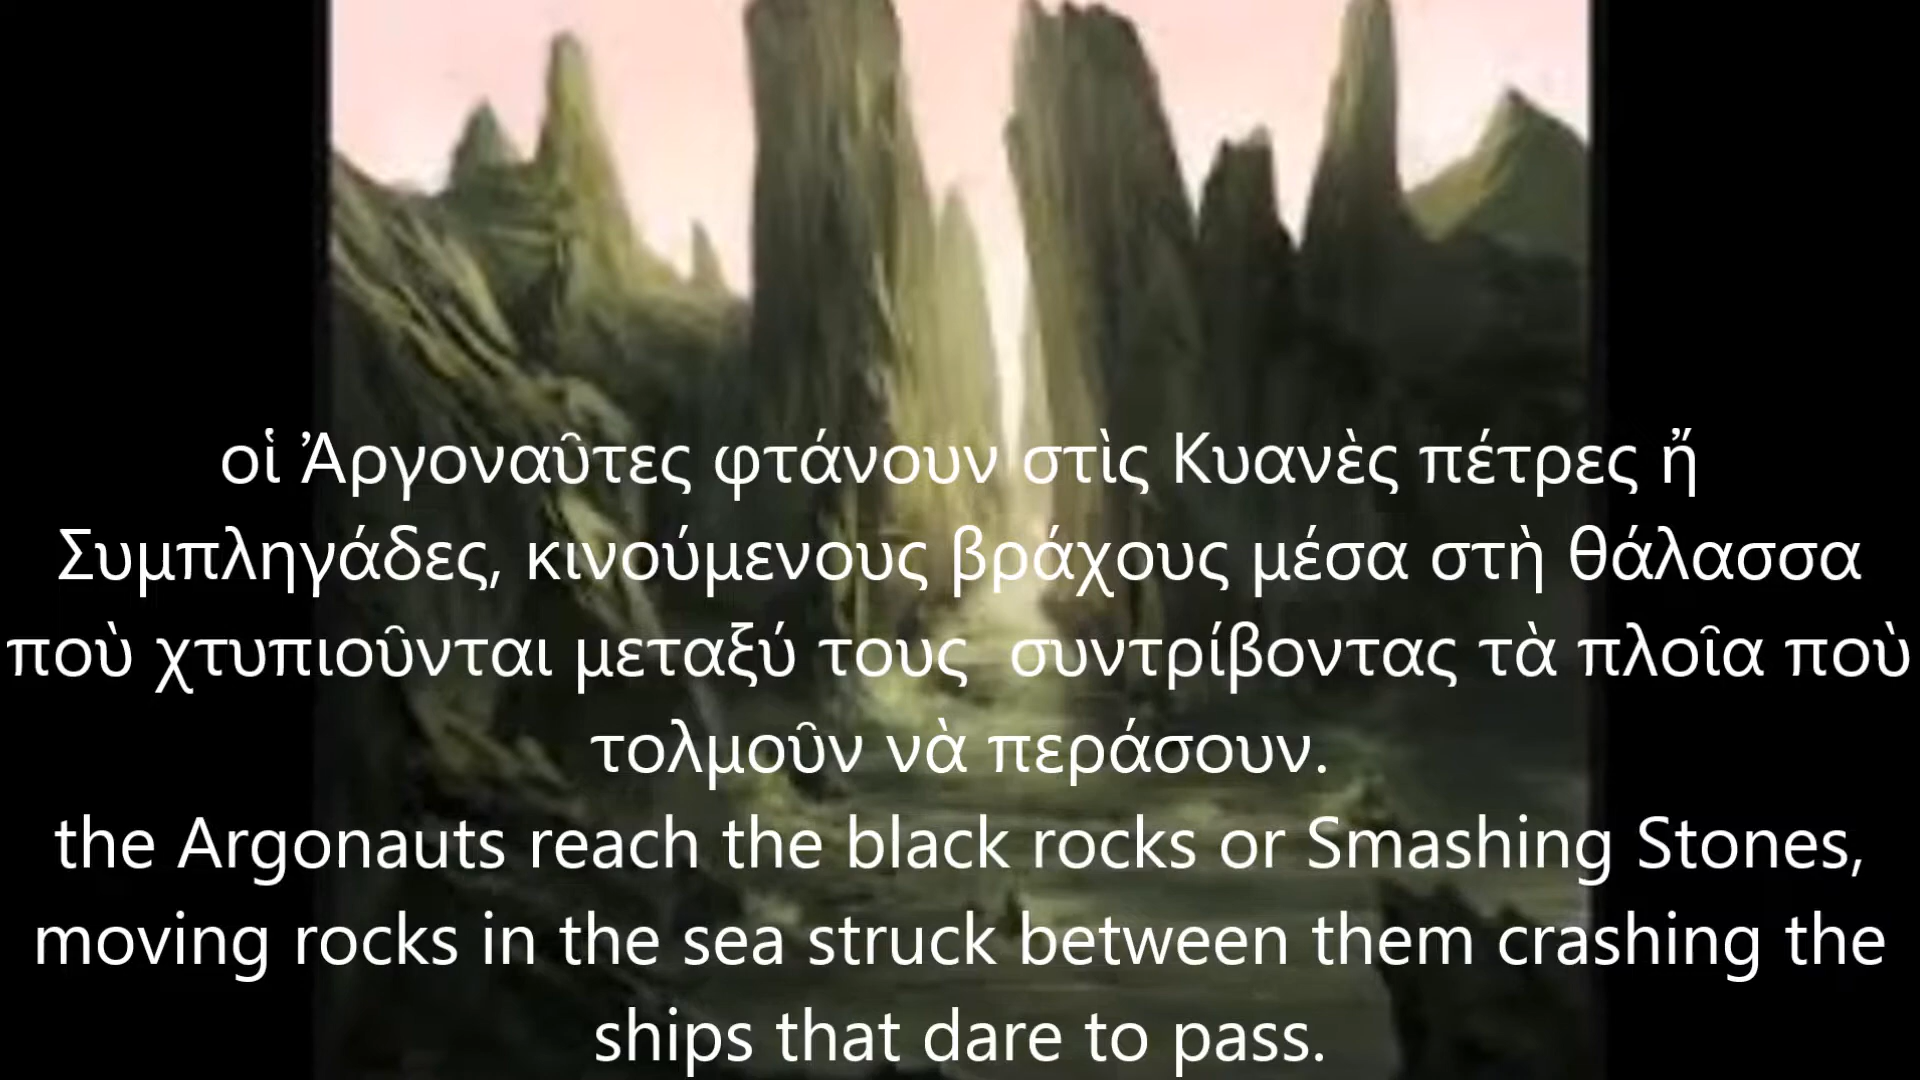 οἱ Ἀργοναῦτες φτάνουν στὶς Κυανὲς πέτρες ἤ
Συμπληγάδες, κινούμενους βράχους μέσα στὴ θάλασσα
ποὺ χτυπιοῦνται μεταξύ τους  συντρίβοντας τὰ πλοῖα ποὺ
τολμοῦν νὰ περάσουν.
the Argonauts reach the black rocks or Smashing Stones,
moving rocks in the sea struck between them crashing the
ships that dare to pass.